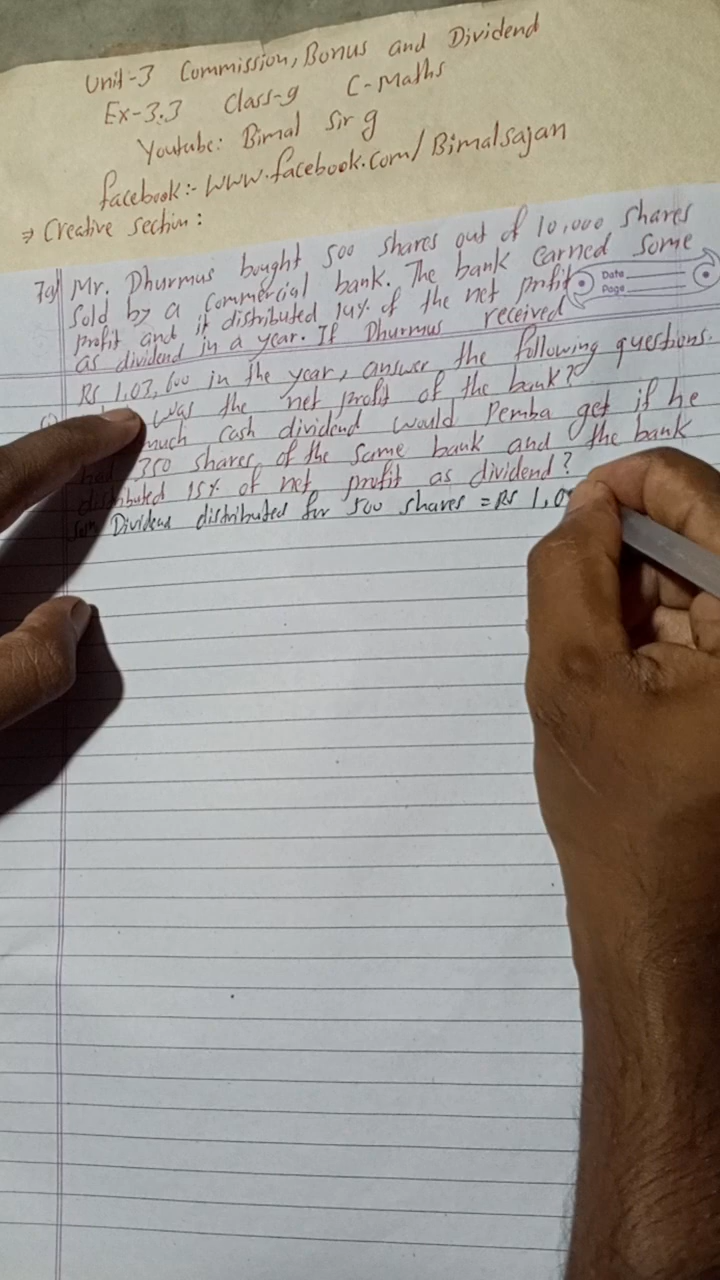 Unit-3 Commission, Bonus and Dividend
Ex-3.3 Class-9 C-Maths
Youtube: Bimal Sir g
facebook:- www.facebook.com/Bimalsajan
⇒ Creative section:
7a) Mr. Dhurmus bought 500 shares out of 10,000 shares
sold by a commercial bank. The bank earned some
profit and it distributed 14% of the net profit
as dividend in a year. If Dhurmus received
Rs 1,07,600 in the year, answer the following questions.
was the net profit of the bank?
much cash dividend would Pemba get if he
350 shares of the same bank and the bank
distributed 15% of net profit as dividend?
Dividend distributed for 500 shares = Rs 1,0
Date
Page